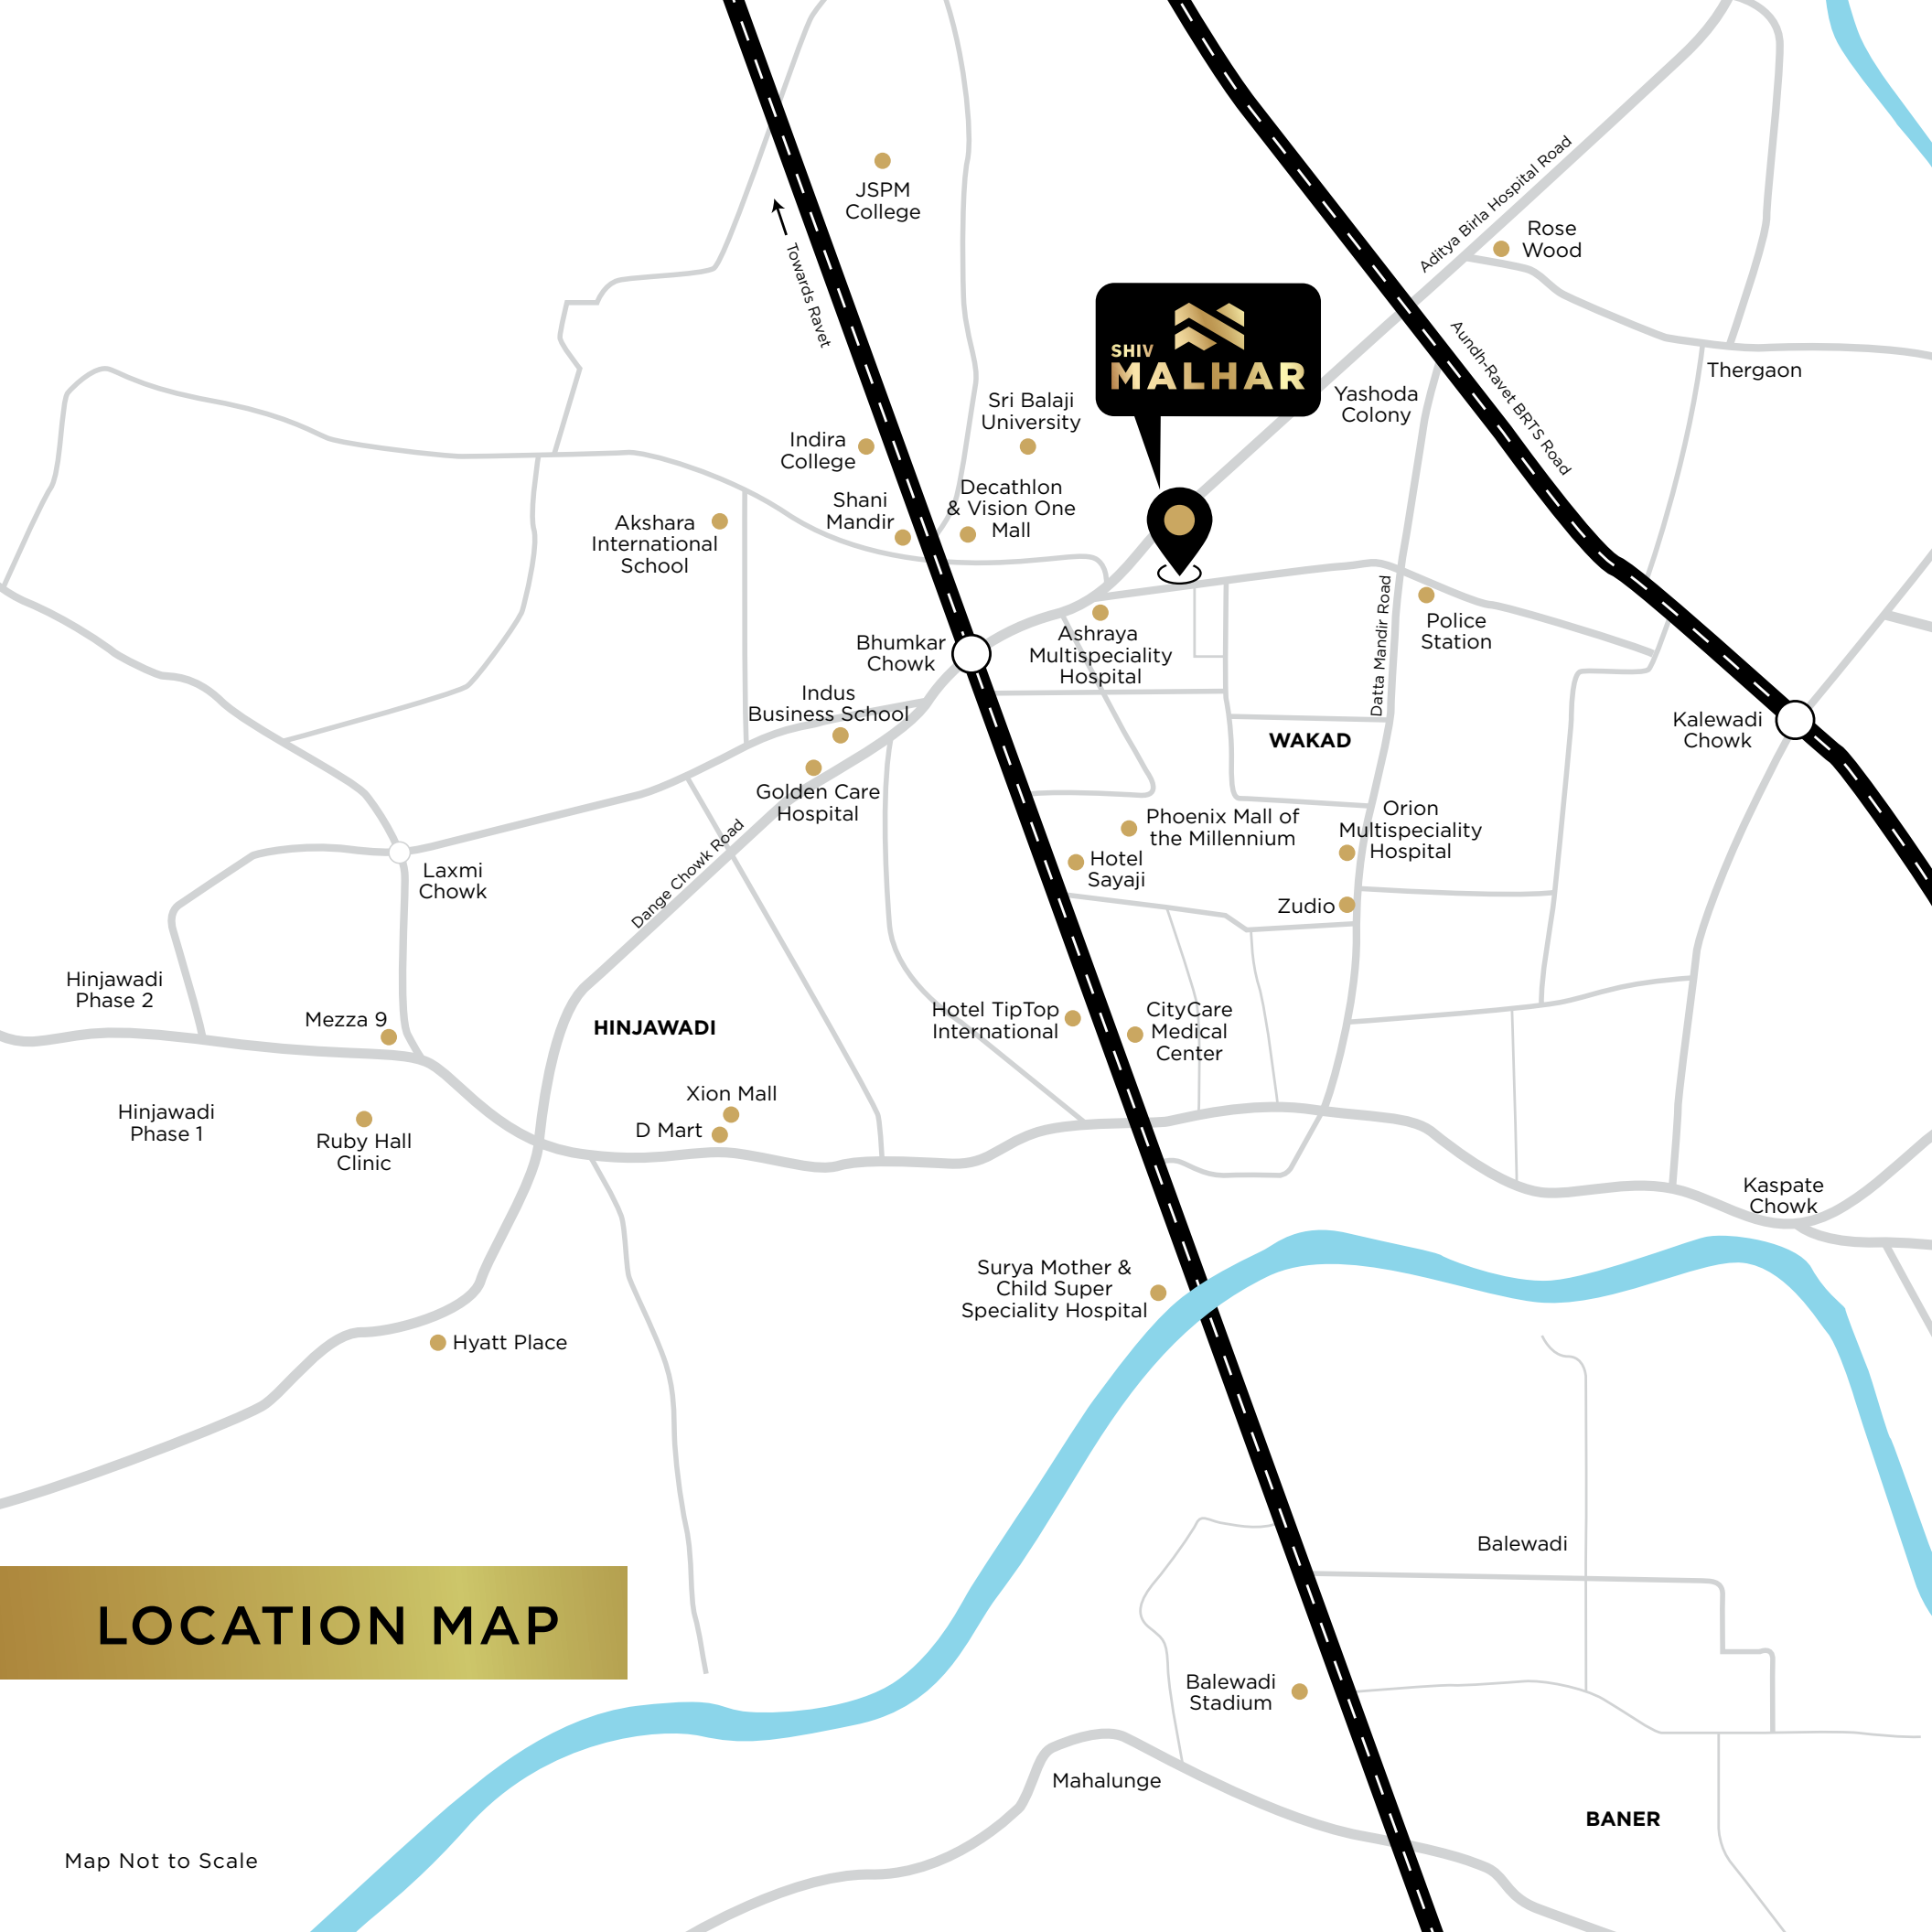 JSPM
College
Towards Ravet
Aditya Birla Hospital Road
Rose
Wood
SHIV
MALHAR
Aundh-Ravet BRTS Road
Thergaon
Yashoda
Colony
Sri Balaji
University
Indira
College
Shani
Mandir
Decathlon
& Vision One
Mall
Akshara
International
School
Bhumkar
Chowk
Ashraya
Multispeciality
Hospital
Datta Mandir Road
Police
Station
Indus
Business School
WAKAD
Kalewadi
Chowk
Golden Care
Hospital
Phoenix Mall of
the Millennium
Orion
Multispeciality
Hospital
Hotel
Sayaji
Dange Chowk Road
Laxmi
Chowk
Zudio
Hinjawadi
Phase 2
Mezza 9
HINJAWADI
Hotel TipTop
International
CityCare
Medical
Center
Xion Mall
D Mart
Hinjawadi
Phase 1
Ruby Hall
Clinic
Kaspate
Chowk
Surya Mother &
Child Super
Speciality Hospital
Hyatt Place
Balewadi
LOCATION MAP
Balewadi
Stadium
Mahalunge
BANER
Map Not to Scale